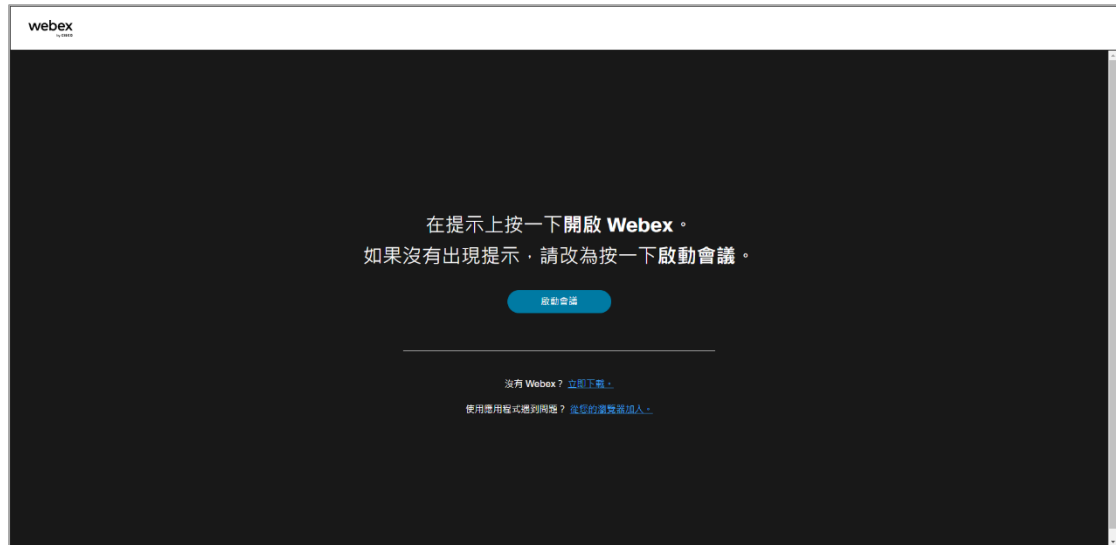 webex
by CISCO
在提示上按一下開啟 Webex。
如果沒有出現提示，請改為按一下啟動會議。
啟動會議
沒有 Webex？ 立即下載。
使用應用程式遇到問題？ 從您的瀏覽器加入。